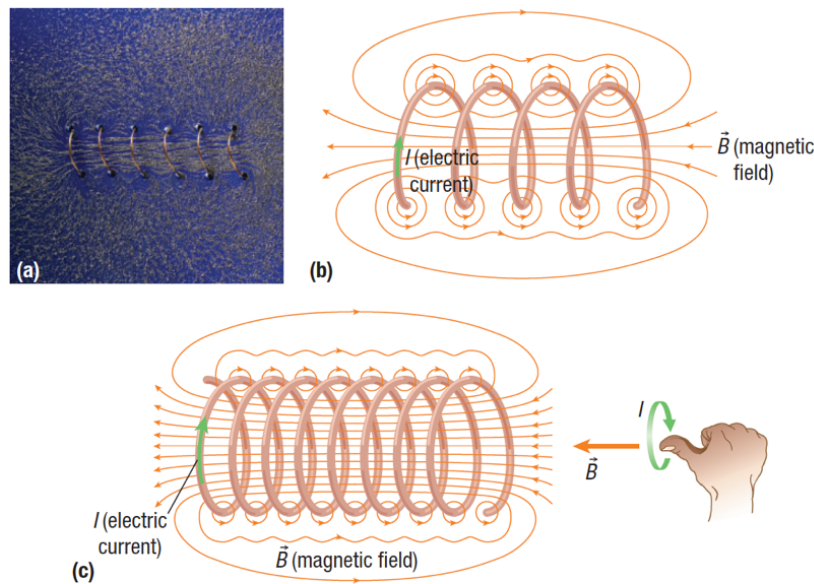 (a)
(b)
I (electric
current)
B⃗ (magnetic
field)
(c)
I (electric
current)
B⃗ (magnetic field)
I
B⃗